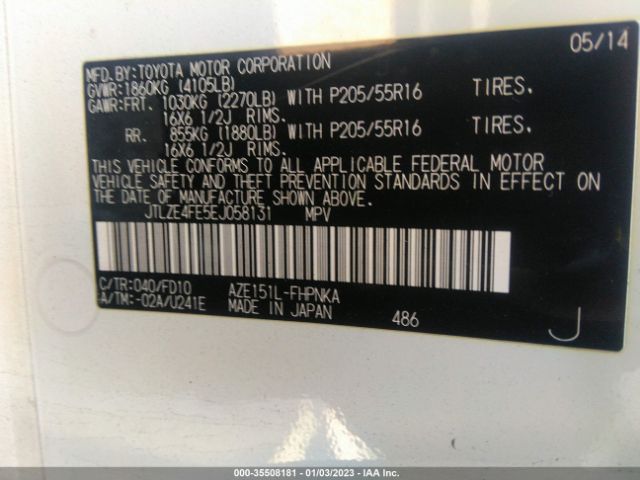 05/14
MFD.BY:TOYOTA MOTOR CORPORATION
GVWR:1860KG (4105LB)
GAWR:FRT. 1030KG (2270LB) WITH P205/55R16 TIRES.
16X6 1/2J RIMS.
RR. 855KG (1880LB) WITH P205/55R16 TIRES.
16X6 1/2J RIMS.
THIS VEHICLE CONFORMS TO ALL APPLICABLE FEDERAL MOTOR
VEHICLE SAFETY AND THEFT PREVENTION STANDARDS IN EFFECT ON
THE DATE OF MANUFACTURE SHOWN ABOVE.
JTLZE4FE5EJ058131 MPV
C/TR:040/FD10 AZE151L-FHPNKA
A/TM:-02A/U241E MADE IN JAPAN 486 J
000-35508181 - 01/03/2023 - IAA Inc.